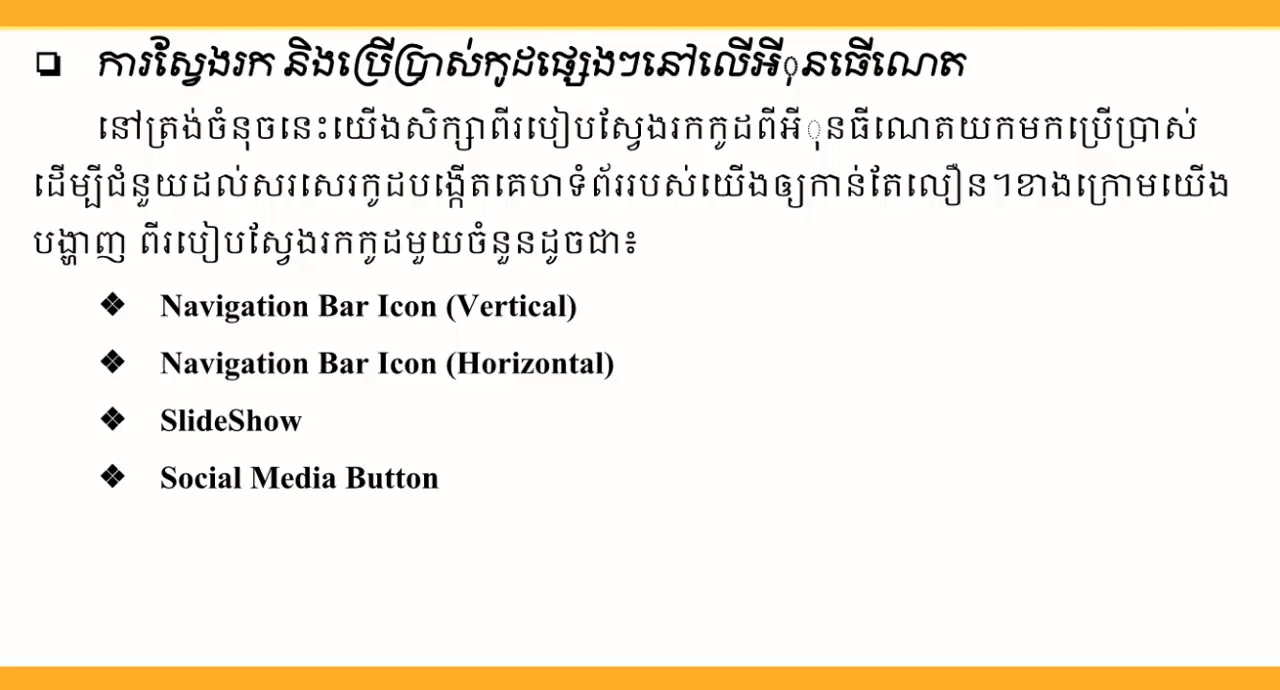 ❑ ការស្វែងរក និងប្រើប្រាស់កូដផ្សេងៗនៅលើអីុនធើណេត
នៅត្រង់ចំនុចនេះយើងសិក្សាពីរបៀបស្វែងរកកូដពីអីុនធីណេតយកមកប្រើប្រាស់
ដើម្បីជំនួយដល់សរសេរកូដបង្កើតគេហទំព័ររបស់យើងឲ្យកាន់តែលឿន។ខាងក្រោមយើង
បង្ហាញ ពីរបៀបស្វែងរកកូដមួយចំនួនដូចជា៖
❖ Navigation Bar Icon (Vertical)
❖ Navigation Bar Icon (Horizontal)
❖ SlideShow
❖ Social Media Button